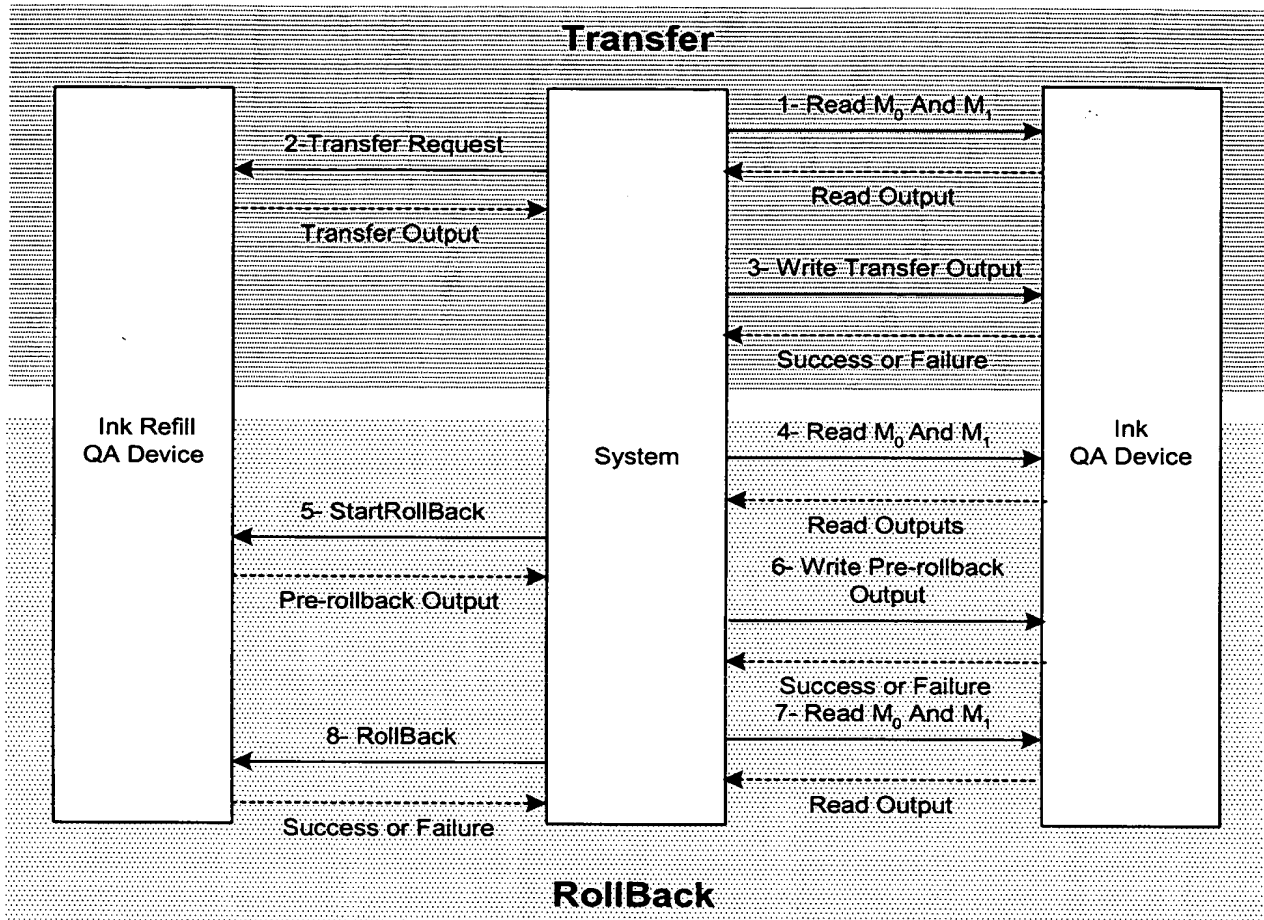 Transfer
1- Read M₀ And M₁
2-Transfer Request
Read Output
Transfer Output
3- Write Transfer Output
Success or Failure
Ink Refill
QA Device
System
Ink
QA Device
4- Read M₀ And M₁
Read Outputs
5- StartRollBack
6- Write Pre-rollback
Output
Pre-rollback Output
Success or Failure
7- Read M₀ And M₁
8- RollBack
Read Output
Success or Failure
RollBack